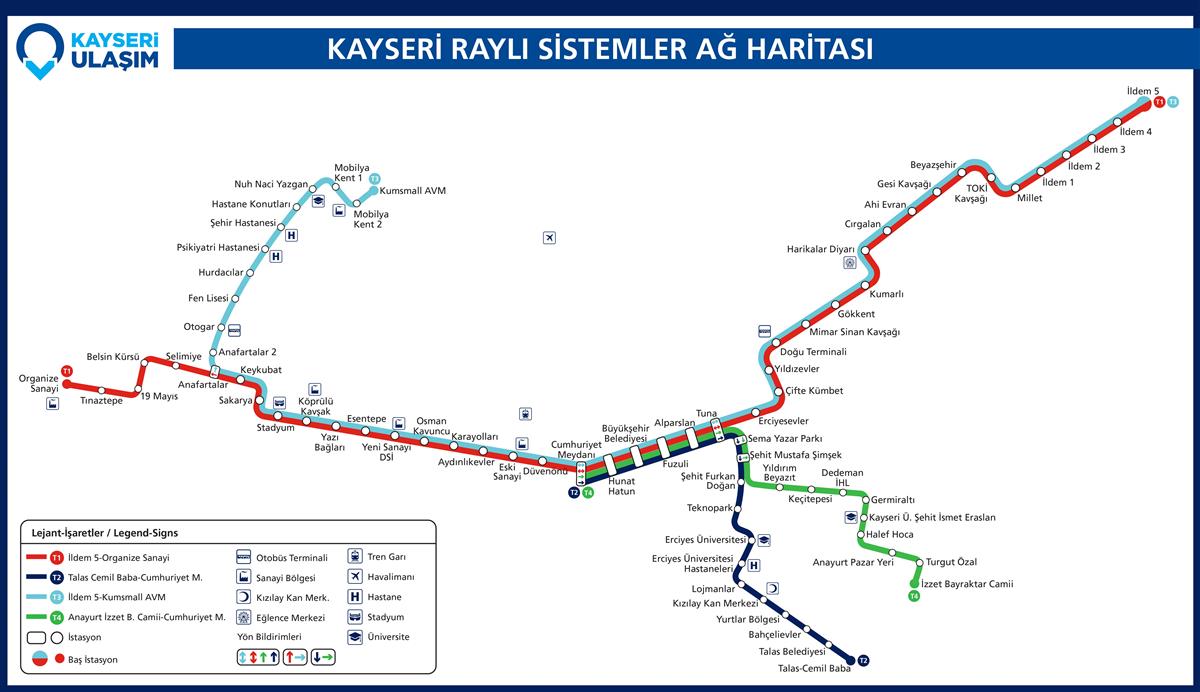 KAYSERi
ULAŞIM
KAYSERİ RAYLI SİSTEMLER AĞ HARİTASI
İldem 5
T1
T3
İldem 4
İldem 3
İldem 2
İldem 1
Millet
TOKİ
Kavşağı
Beyazşehir
Gesi Kavşağı
Ahi Evran
Cırgalan
Harikalar Diyarı
Kumarlı
Gökkent
Mimar Sinan Kavşağı
Doğu Terminali
Yıldızevler
Çifte Kümbet
Erciyesevler
Tuna
Alparslan
Fuzuli
Büyükşehir
Belediyesi
Hunat
Hatun
Cumhuriyet
Meydanı
T2
T4
Düvenönü
Eski
Sanayi
Karayolları
Aydınlıkevler
Osman
Kavuncu
Yeni Sanayi
DSİ
Esentepe
Yazı
Bağları
Köprülü
Kavşak
Stadyum
Sakarya
Keykubat
Anafartalar
Selimiye
Belsin Kürsü
19 Mayıs
Tınaztepe
Organize
Sanayi
T1
Anafartalar 2
Otogar
Fen Lisesi
Hurdacılar
Psikiyatri Hastanesi
H
Şehir Hastanesi
H
Hastane Konutları
Nuh Naci Yazgan
Mobilya
Kent 1
Mobilya
Kent 2
T3
Kumsmall AVM
Sema Yazar Parkı
Şehit Mustafa Şimşek
Şehit Furkan
Doğan
Teknopark
Erciyes Üniversitesi
Erciyes Üniversitesi
Hastaneleri
H
Lojmanlar
Kızılay Kan Merkezi
Yurtlar Bölgesi
Bahçelievler
Talas Belediyesi
Talas-Cemil Baba
T2
Yıldırım
Beyazıt
Keçitepesi
Dedeman
İHL
Germiraltı
Kayseri Ü. Şehit İsmet Eraslan
Halef Hoca
Anayurt Pazar Yeri
Turgut Özal
İzzet Bayraktar Camii
T4
Lejant-İşaretler / Legend-Signs
T1 İldem 5-Organize Sanayi
T2 Talas Cemil Baba-Cumhuriyet M.
T3 İldem 5-Kumsmall AVM
T4 Anayurt İzzet B. Camii-Cumhuriyet M.
İstasyon
Baş İstasyon
Otobüs Terminali
Sanayi Bölgesi
Kızılay Kan Merk.
Eğlence Merkezi
Yön Bildirimleri
Tren Garı
Havalimanı
H Hastane
Stadyum
Üniversite